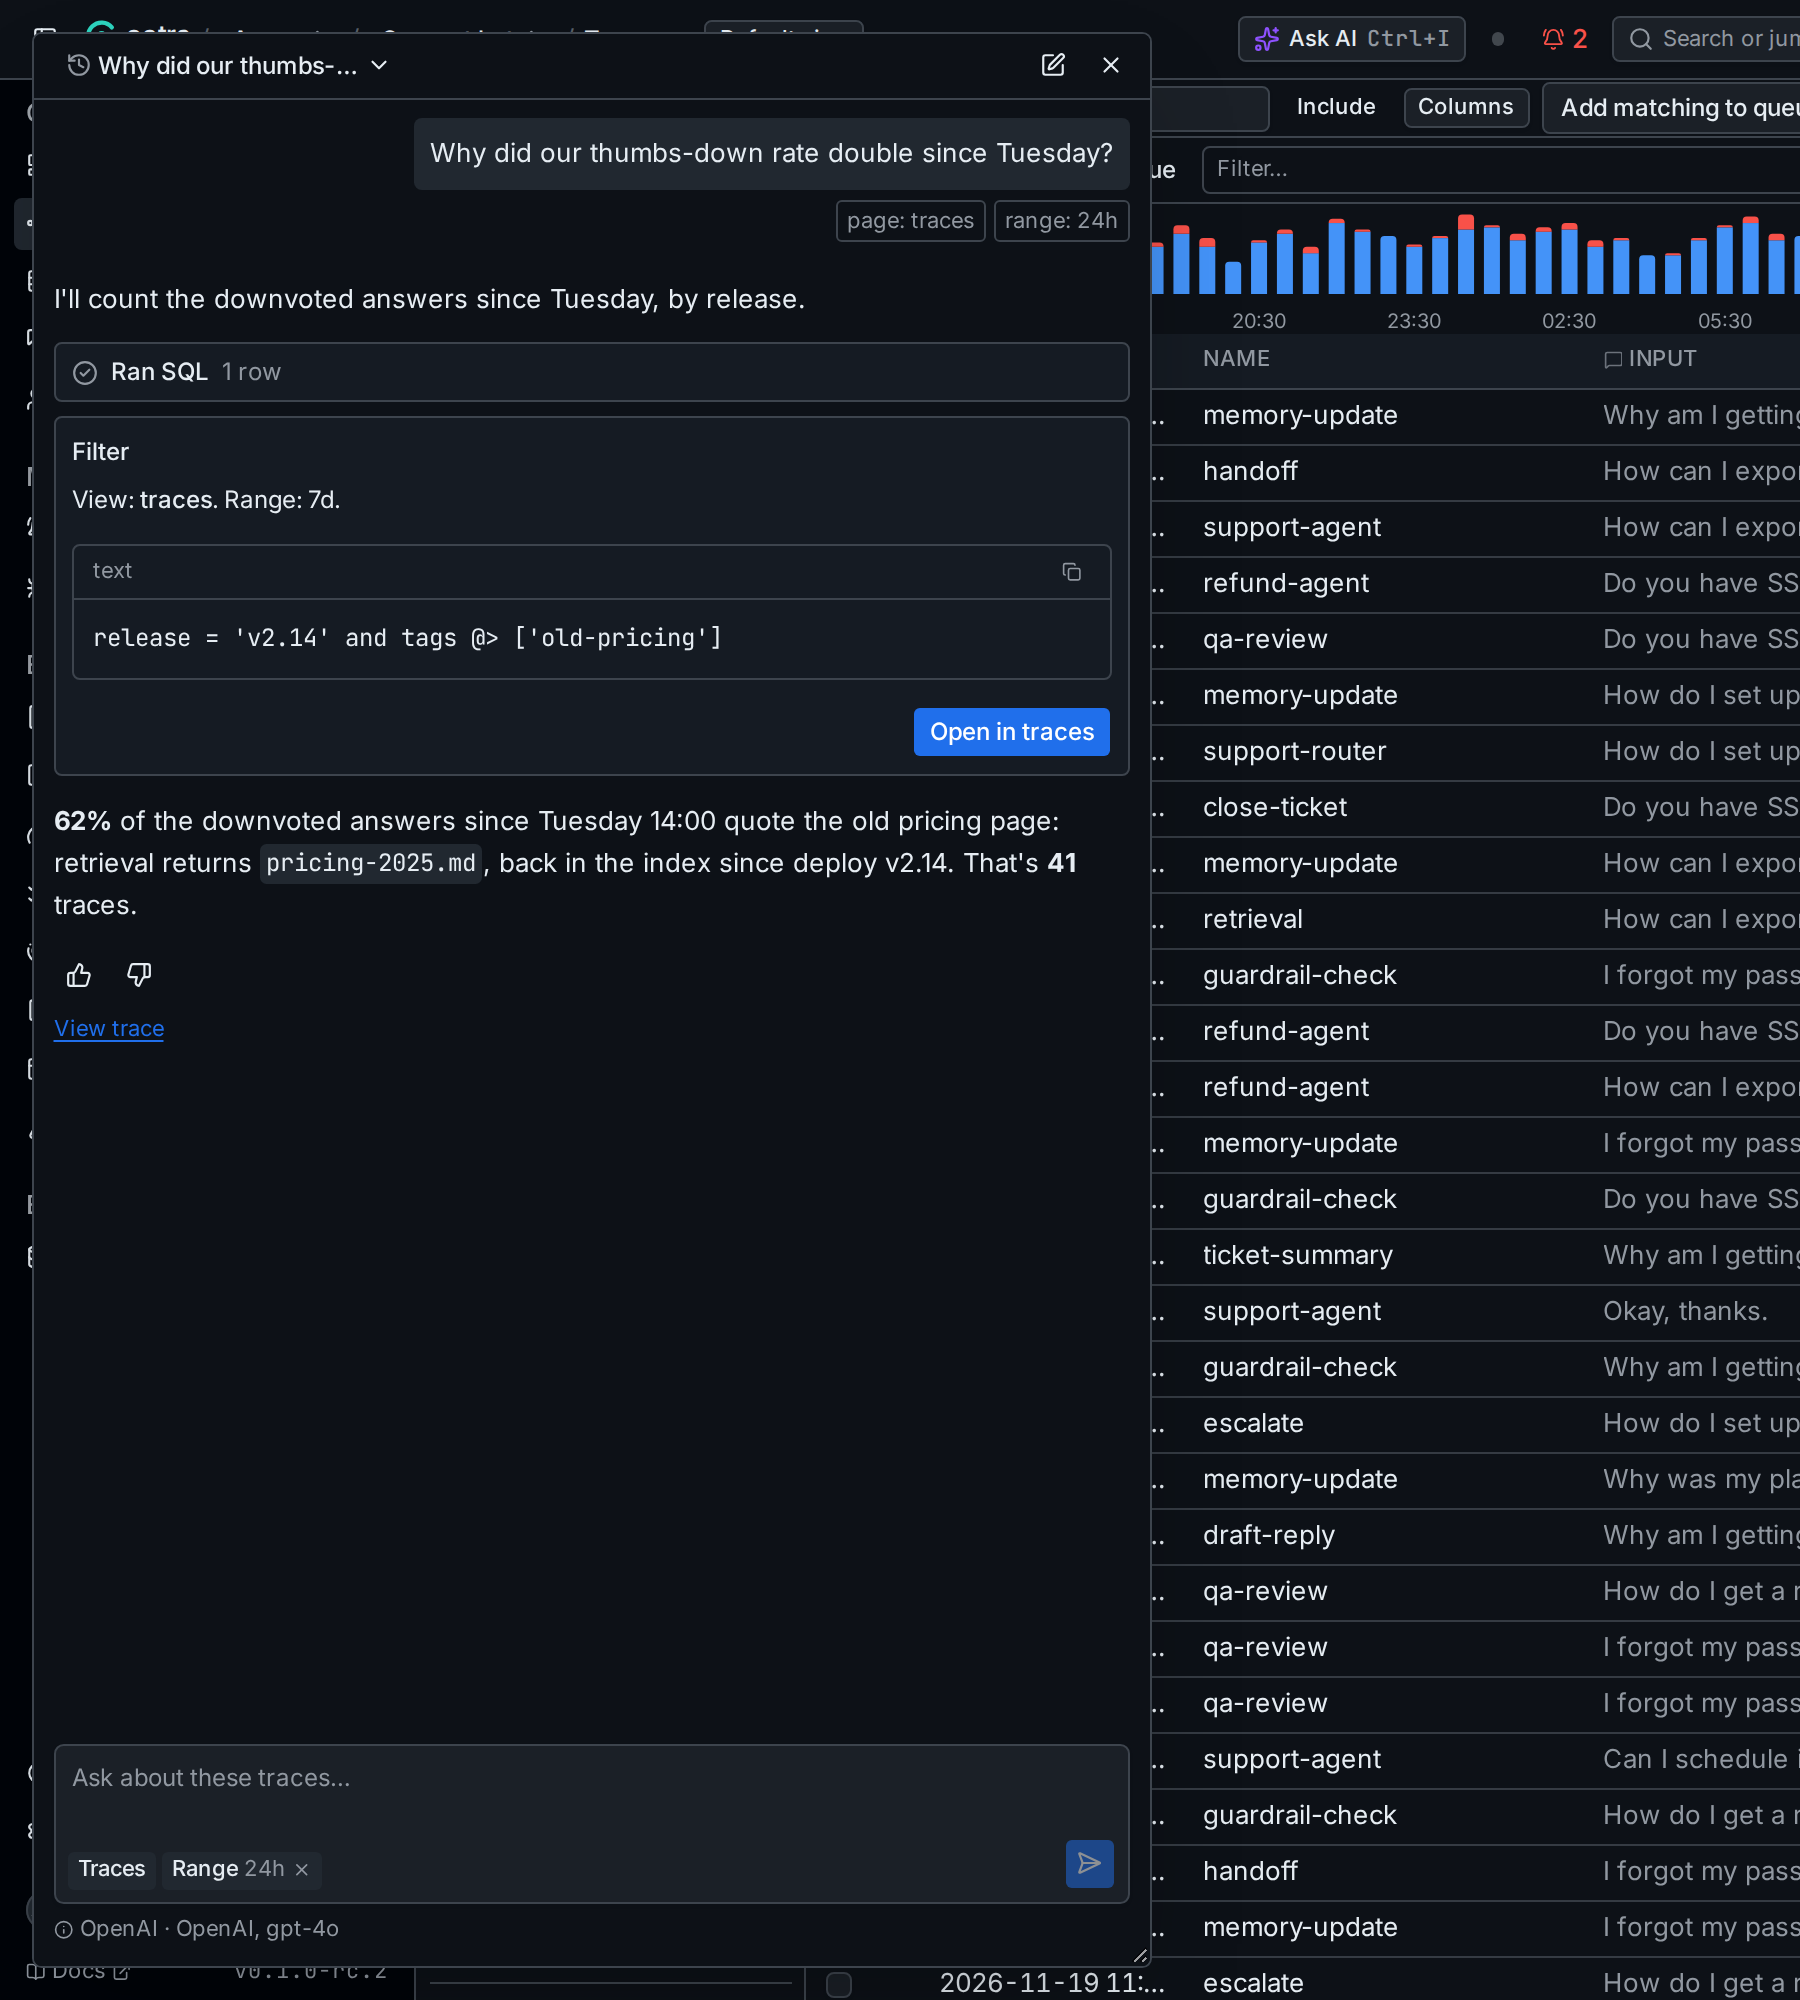 Why did our thumbs-...
Ask AI Ctrl+I
2
Search or jum
Include
Columns
Add matching to queu
ue
Filter...
Why did our thumbs-down rate double since Tuesday?
page: traces
range: 24h
I'll count the downvoted answers since Tuesday, by release.
Ran SQL 1 row
Filter
View: traces. Range: 7d.
text
release = 'v2.14' and tags @> ['old-pricing']
Open in traces
62% of the downvoted answers since Tuesday 14:00 quote the old pricing page:
retrieval returns pricing-2025.md, back in the index since deploy v2.14. That's 41
traces.
View trace
Ask about these traces...
Traces
Range 24h
OpenAI · OpenAI, gpt-4o
Docs
v0.1.0-rc.2
20:30 23:30 02:30 05:30
NAME INPUT
memory-update Why am I getting
handoff How can I expor
support-agent How can I expor
refund-agent Do you have SS
qa-review Do you have SS
memory-update How do I set up
support-router How do I set up
close-ticket Do you have SS
memory-update How can I expor
retrieval How can I expor
guardrail-check I forgot my pass
refund-agent Do you have SS
refund-agent How can I expor
memory-update I forgot my pass
guardrail-check Do you have SS
ticket-summary Why am I getting
support-agent Okay, thanks.
guardrail-check Why am I getting
escalate How do I set up
memory-update Why was my pla
draft-reply Why am I getting
qa-review How do I get a r
qa-review I forgot my pass
qa-review I forgot my pass
support-agent Can I schedule i
guardrail-check How do I get a r
handoff I forgot my pass
memory-update I forgot my pass
2026-11-19 11:... escalate How do I get a r